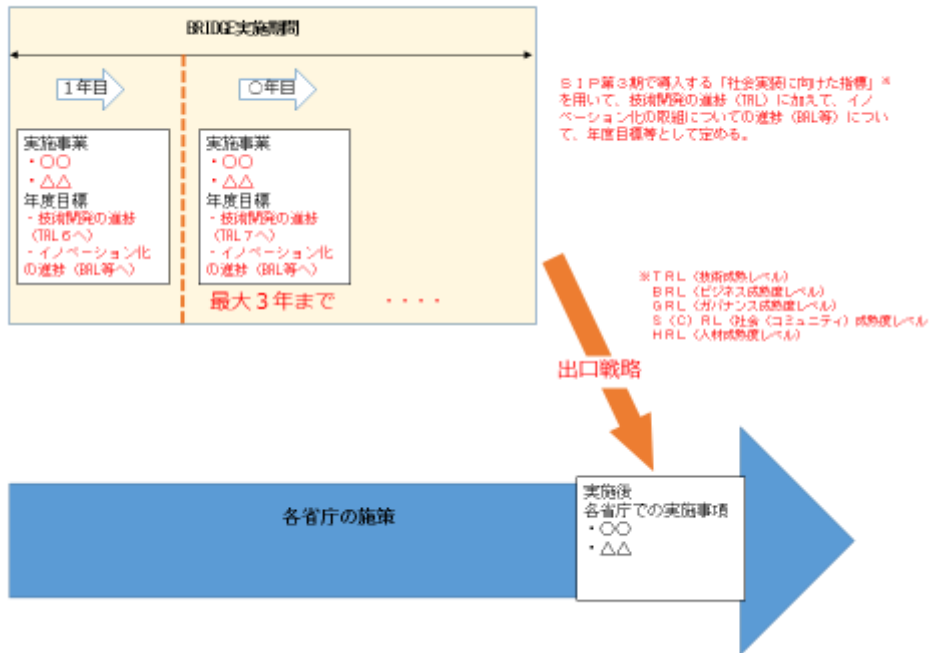 BRIDGE実施期間
1年目
○年目
実施事業
・○○
・△△
年度目標
・技術開発の進捗
(TRL6へ)
・イノベーション化
の進捗(BRL等へ)
実施事業
・○○
・△△
年度目標
・技術開発の進捗
(TRL7へ)
・イノベーション化
の進捗(BRL等へ)
最大3年まで ・・・・
SIP第3期で導入する「社会実装に向けた指標」※
を用いて、技術開発の進捗(TRL)に加えて、イノ
ベーション化の取組についての進捗(BRL等)につい
て、年度目標等として定める。
※TRL(技術成熟レベル)
BRL(ビジネス成熟度レベル)
GRL(ガバナンス成熟度レベル)
S(C)RL(社会(コミュニティ)成熟度レベル
HRL(人材成熟度レベル)
出口戦略
各省庁の施策
実施後
各省庁での実施事項
・○○
・△△